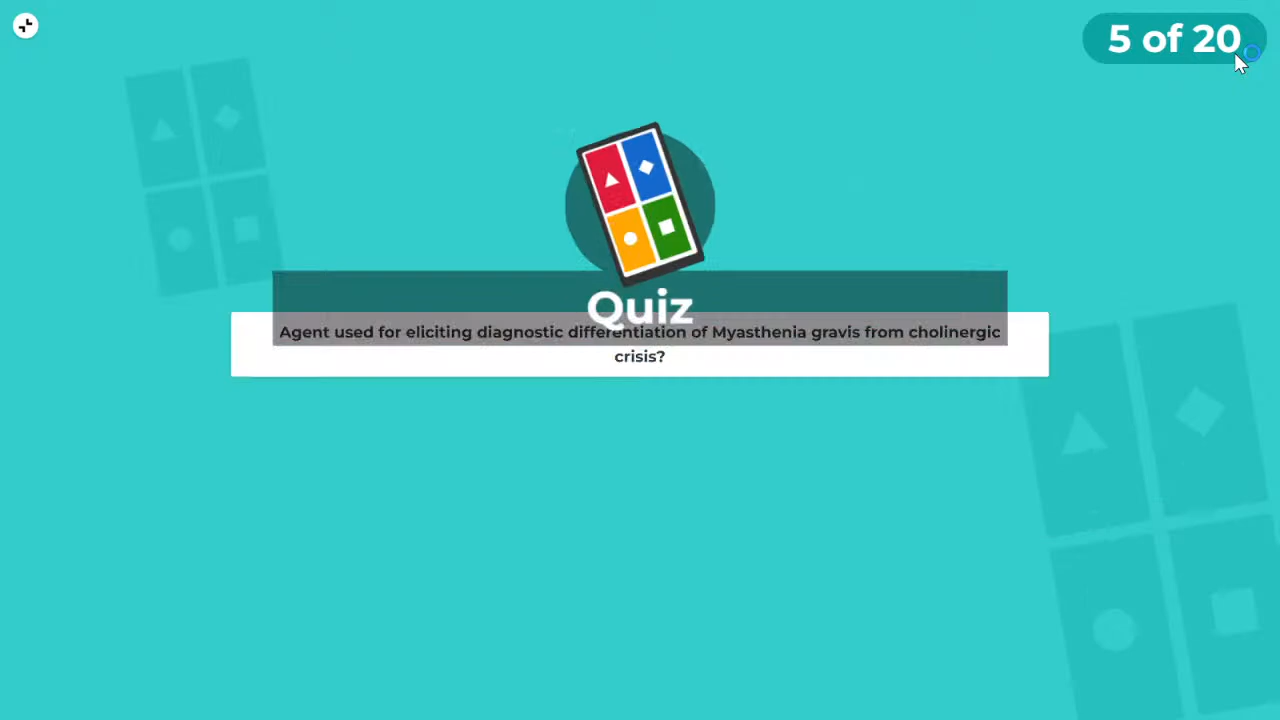 5 of 20
Quiz
Agent used for eliciting diagnostic differentiation of Myasthenia gravis from cholinergic
crisis?